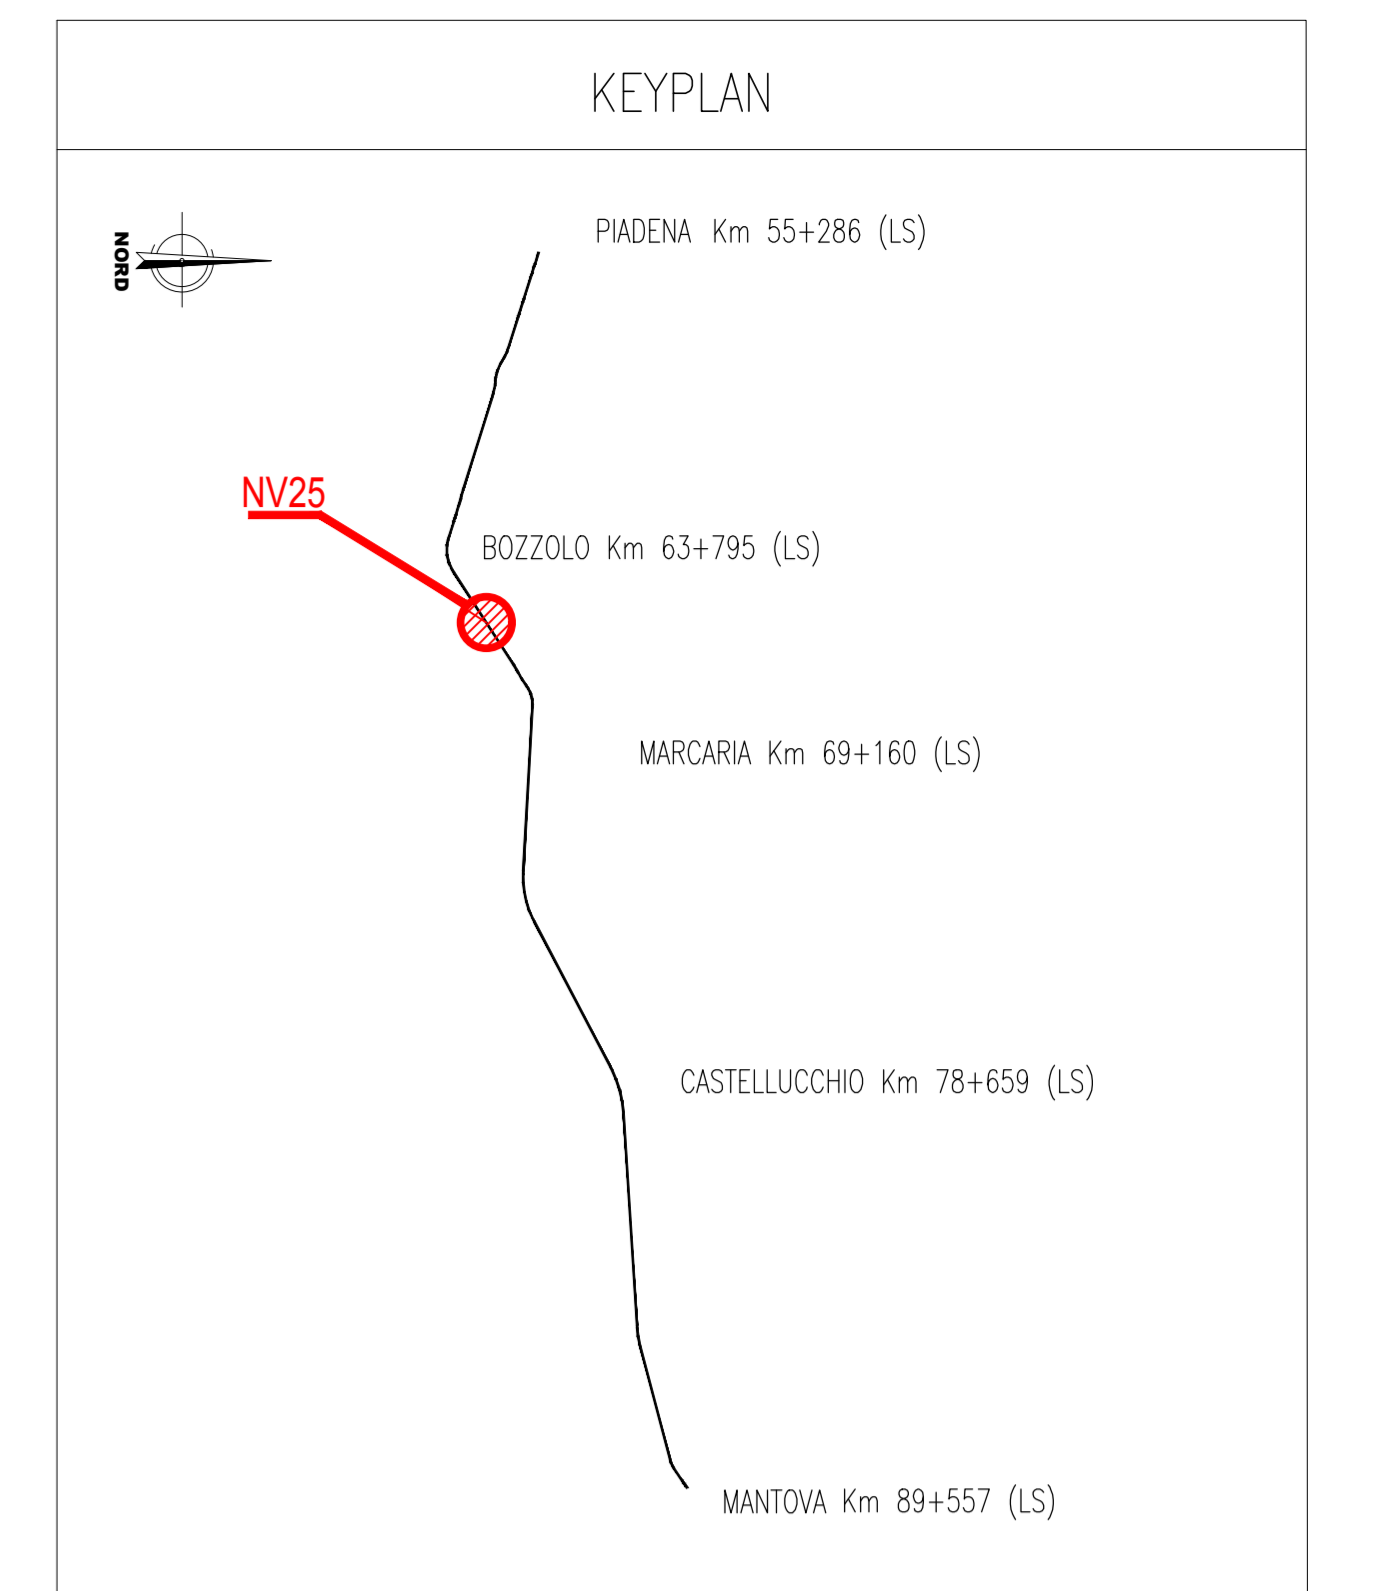 KEYPLAN
NORD
PIADENA Km 55+286 (LS)
NV25
BOZZOLO Km 63+795 (LS)
MARCARIA Km 69+160 (LS)
CASTELLUCCHIO Km 78+659 (LS)
MANTOVA Km 89+557 (LS)